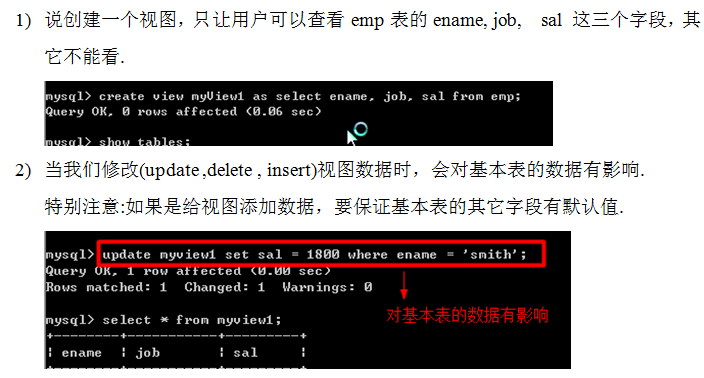 1) 说创建一个视图，只让用户可以查看 emp 表的 ename, job, sal 这三个字段，其
它不能看.
mysql> create view myView1 as select ename, job, sal from emp;
Query OK, 0 rows affected (0.06 sec)
mysql> show tables;
2) 当我们修改(update ,delete , insert)视图数据时，会对基本表的数据有影响.
特别注意:如果是给视图添加数据，要保证基本表的其它字段有默认值.
mysql> update myview1 set sal = 1800 where ename = 'smith';
Query OK, 1 row affected (0.00 sec)
Rows matched: 1 Changed: 1 Warnings: 0
对基本表的数据有影响
mysql> select * from myview1;
+--------+-----------+---------+
| ename | job | sal |